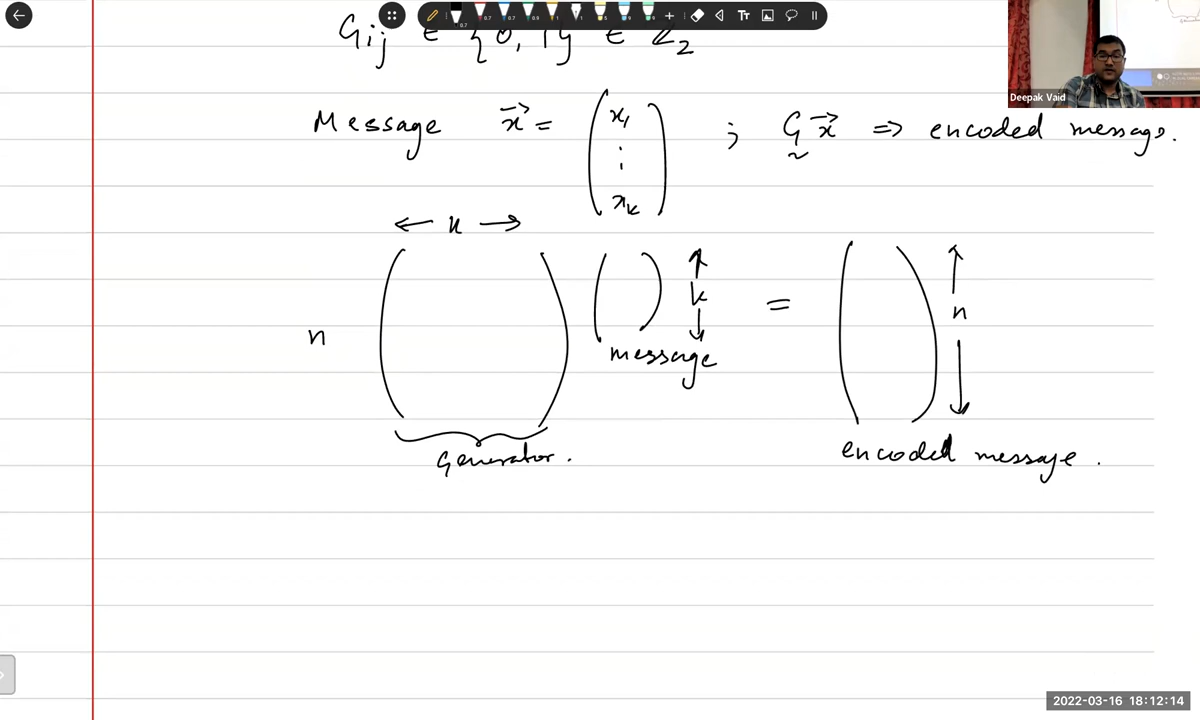 Gij ∈ {0, 1} ∈ ℤ₂
Deepak Vaid
Message x⃗ = (x₁ ⋮ xₖ) ; G x⃗ ⇒ encoded message.
← k →
n ( ) ( ) ↑ k ↓ = ( ) ↑ n ↓
message
Generator.
encoded message.
2022-03-16 18:12:14